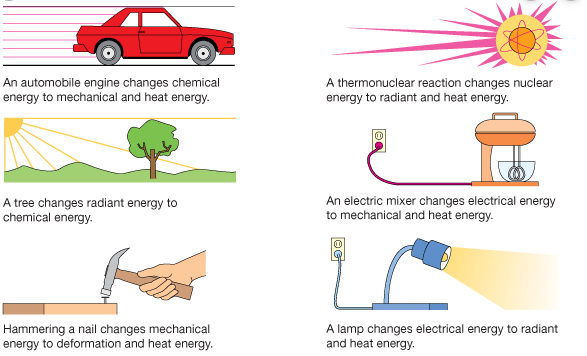 An automobile engine changes chemical
energy to mechanical and heat energy.
A thermonuclear reaction changes nuclear
energy to radiant and heat energy.
A tree changes radiant energy to
chemical energy.
An electric mixer changes electrical energy
to mechanical and heat energy.
Hammering a nail changes mechanical
energy to deformation and heat energy.
A lamp changes electrical energy to radiant
and heat energy.